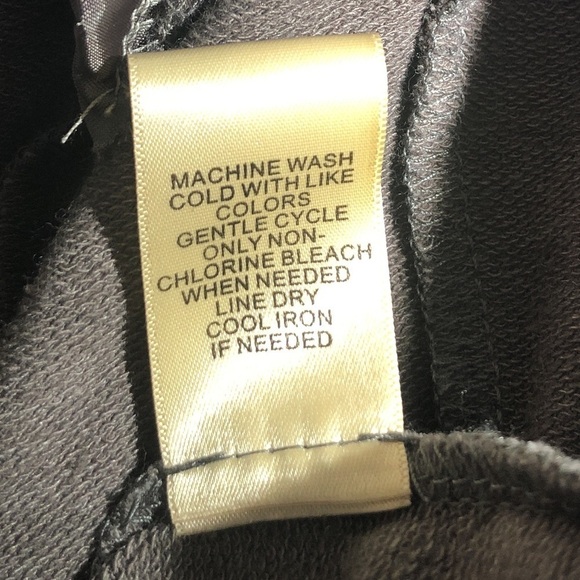 MACHINE WASH
COLD WITH LIKE
COLORS
GENTLE CYCLE
ONLY NON-
CHLORINE BLEACH
WHEN NEEDED
LINE DRY
COOL IRON
IF NEEDED